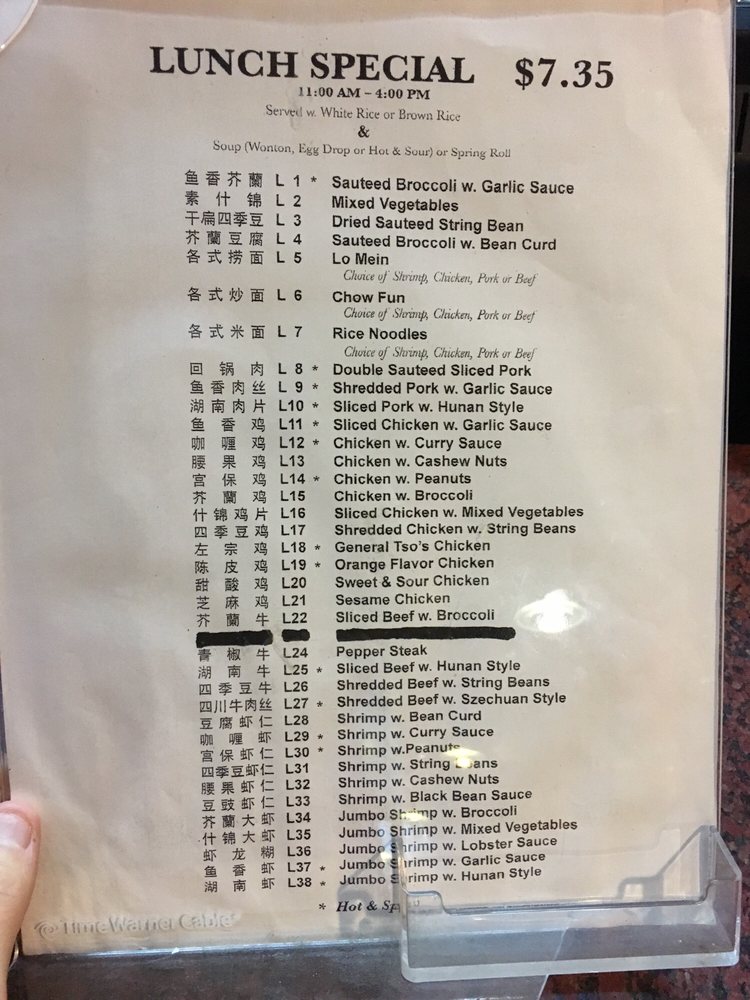 LUNCH SPECIAL $7.35
11:00 AM – 4:00 PM
Served w. White Rice or Brown Rice
&
Soup (Wonton, Egg Drop or Hot & Sour) or Spring Roll
鱼香芥蘭 L 1 * Sauteed Broccoli w. Garlic Sauce
素什锦 L 2 Mixed Vegetables
干扁四季豆 L 3 Dried Sauteed String Bean
芥蘭豆腐 L 4 Sauteed Broccoli w. Bean Curd
各式捞面 L 5 Lo Mein
Choice of Shrimp, Chicken, Pork or Beef
各式炒面 L 6 Chow Fun
Choice of Shrimp, Chicken, Pork or Beef
各式米面 L 7 Rice Noodles
Choice of Shrimp, Chicken, Pork or Beef
回锅肉 L 8 * Double Sauteed Sliced Pork
鱼香肉丝 L 9 * Shredded Pork w. Garlic Sauce
湖南肉片 L10 * Sliced Pork w. Hunan Style
鱼香鸡 L11 * Sliced Chicken w. Garlic Sauce
咖喱鸡 L12 * Chicken w. Curry Sauce
腰果鸡 L13 Chicken w. Cashew Nuts
宫保鸡 L14 * Chicken w. Peanuts
芥蘭鸡 L15 Chicken w. Broccoli
什锦鸡片 L16 Sliced Chicken w. Mixed Vegetables
四季豆鸡 L17 Shredded Chicken w. String Beans
左宗鸡 L18 * General Tso's Chicken
陈皮鸡 L19 * Orange Flavor Chicken
甜酸鸡 L20 Sweet & Sour Chicken
芝麻鸡 L21 Sesame Chicken
芥蘭牛 L22 Sliced Beef w. Broccoli
青椒牛 L24 Pepper Steak
湖南牛 L25 * Sliced Beef w. Hunan Style
四季豆牛 L26 Shredded Beef w. String Beans
四川牛肉丝 L27 * Shredded Beef w. Szechuan Style
豆腐虾仁 L28 Shrimp w. Bean Curd
咖喱虾 L29 * Shrimp w. Curry Sauce
宫保虾仁 L30 * Shrimp w.Peanuts
四季豆虾仁 L31 Shrimp w. String Beans
腰果虾仁 L32 Shrimp w. Cashew Nuts
豆豉虾仁 L33 Shrimp w. Black Bean Sauce
芥蘭大虾 L34 Jumbo Shrimp w. Broccoli
什锦大虾 L35 Jumbo Shrimp w. Mixed Vegetables
虾龙糊 L36 Jumbo Shrimp w. Lobster Sauce
鱼香虾 L37 * Jumbo Shrimp w. Garlic Sauce
湖南虾 L38 * Jumbo Shrimp w. Hunan Style
* Hot &
Time Warner Cable